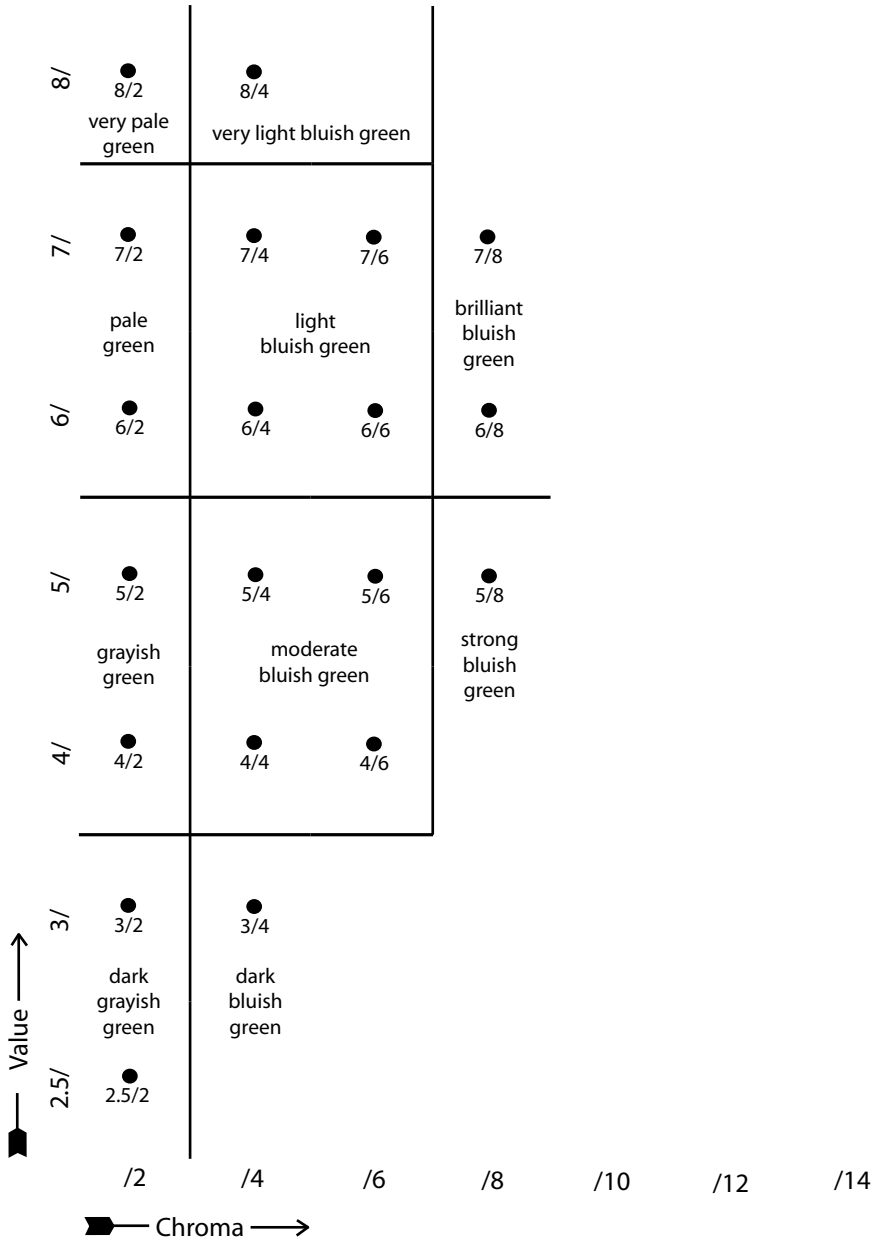 8/
8/2
8/4
very pale
green
very light bluish green
7/
7/2
7/4
7/6
7/8
pale
green
light
bluish green
brilliant
bluish
green
6/
6/2
6/4
6/6
6/8
5/
5/2
5/4
5/6
5/8
grayish
green
moderate
bluish green
strong
bluish
green
4/
4/2
4/4
4/6
3/
3/2
3/4
dark
grayish
green
dark
bluish
green
Value
2.5/
2.5/2
/2 /4 /6 /8 /10 /12 /14
Chroma